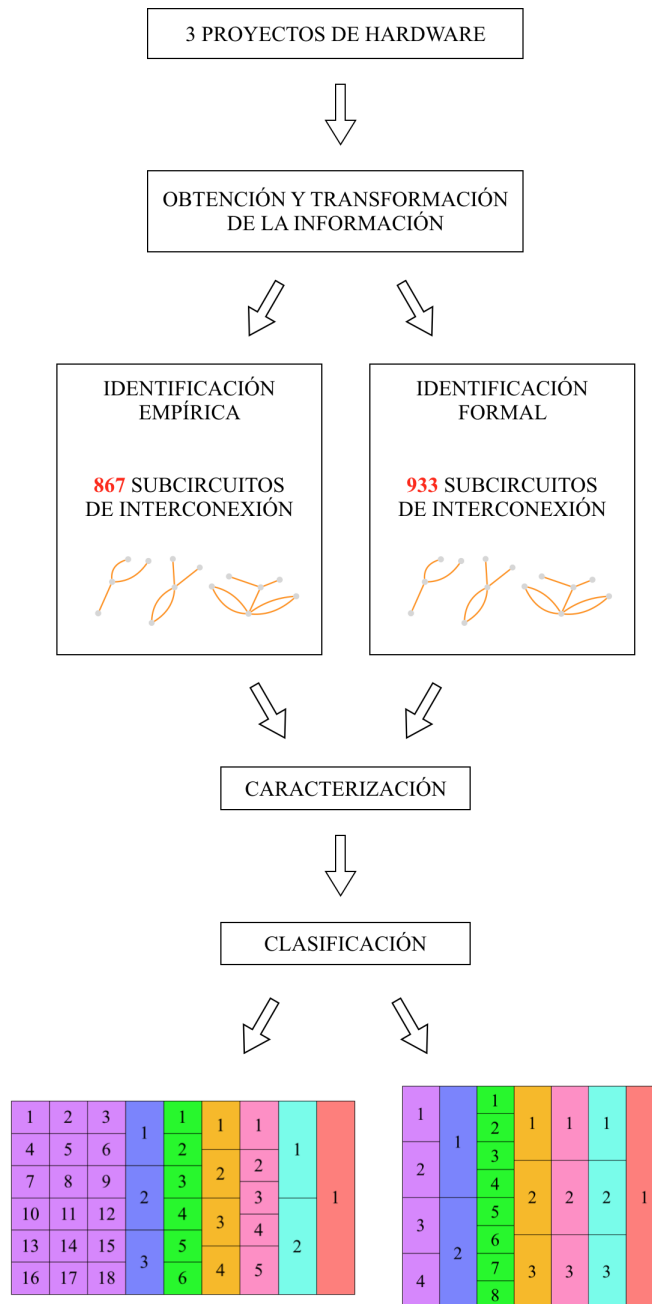 3 PROYECTOS DE HARDWARE
OBTENCIÓN Y TRANSFORMACIÓN
DE LA INFORMACIÓN
IDENTIFICACIÓN
EMPÍRICA
867 SUBCIRCUITOS
DE INTERCONEXIÓN
IDENTIFICACIÓN
FORMAL
933 SUBCIRCUITOS
DE INTERCONEXIÓN
CARACTERIZACIÓN
CLASIFICACIÓN
1 2 3
4 5 6
7 8 9
10 11 12
13 14 15
16 17 18
1
2
3
1
2
3
4
5
6
1
2
3
4
1
2
3
4
5
1
2
1
1
2
3
4
1
2
1
2
3
4
5
6
7
8
1
2
3
1
2
3
1
2
3
1